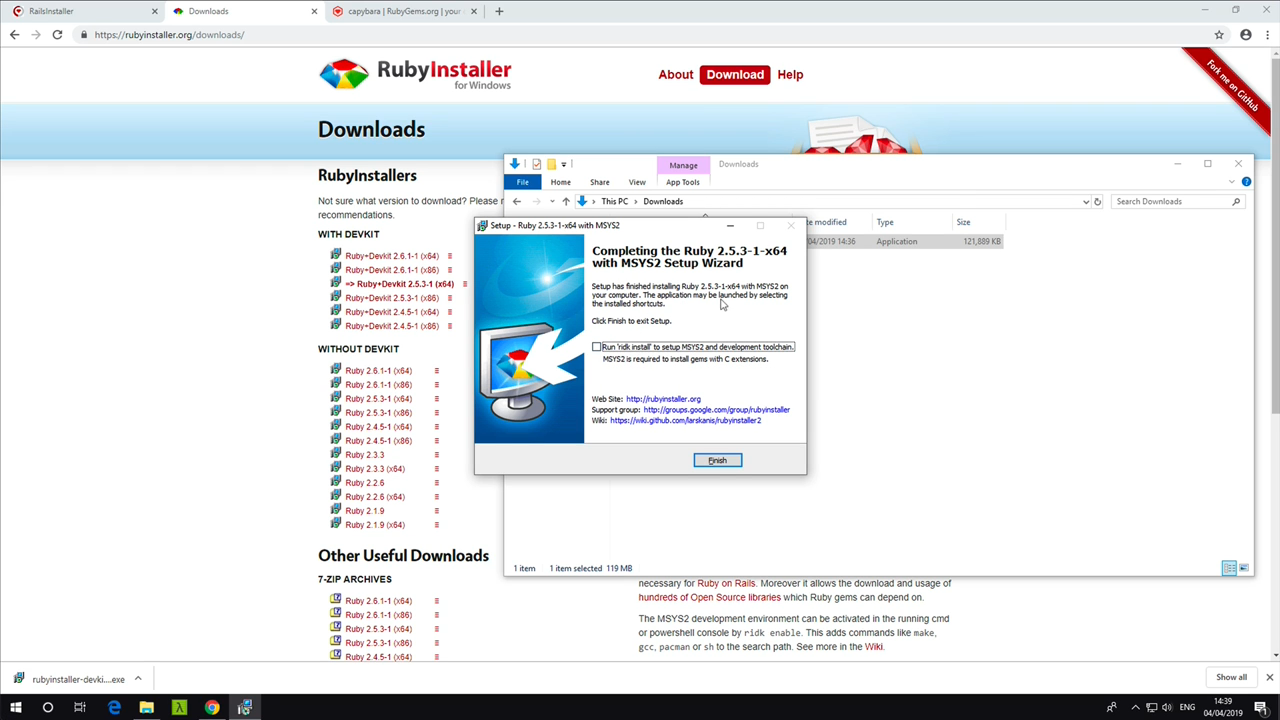 RailsInstaller
Downloads
capybara | RubyGems.org | your c
https://rubyinstaller.org/downloads/
RubyInstaller
for Windows
About
Download
Help
Fork me on GitHub
Downloads
RubyInstallers
Not sure what version to download? Please r
recommendations.
WITH DEVKIT
Ruby+Devkit 2.6.1-1 (x64)
Ruby+Devkit 2.6.1-1 (x86)
=> Ruby+Devkit 2.5.3-1 (x64)
Ruby+Devkit 2.5.3-1 (x86)
Ruby+Devkit 2.4.5-1 (x64)
Ruby+Devkit 2.4.5-1 (x86)
WITHOUT DEVKIT
Ruby 2.6.1-1 (x64)
Ruby 2.6.1-1 (x86)
Ruby 2.5.3-1 (x64)
Ruby 2.5.3-1 (x86)
Ruby 2.4.5-1 (x64)
Ruby 2.4.5-1 (x86)
Ruby 2.3.3
Ruby 2.3.3 (x64)
Ruby 2.2.6
Ruby 2.2.6 (x64)
Ruby 2.1.9
Ruby 2.1.9 (x64)
Other Useful Downloads
7-ZIP ARCHIVES
Ruby 2.6.1-1 (x64)
Ruby 2.6.1-1 (x86)
Ruby 2.5.3-1 (x64)
Ruby 2.5.3-1 (x86)
Ruby 2.4.5-1 (x64)
Manage
Downloads
File
Home
Share
View
App Tools
This PC
Downloads
Search Downloads
te modified
Type
Size
/04/2019 14:36
Application
121,889 KB
Setup - Ruby 2.5.3-1-x64 with MSYS2
Completing the Ruby 2.5.3-1-x64
with MSYS2 Setup Wizard
Setup has finished installing Ruby 2.5.3-1-x64 with MSYS2 on
your computer. The application may be launched by selecting
the installed shortcuts.
Click Finish to exit Setup.
Run 'ridk install' to setup MSYS2 and development toolchain.
MSYS2 is required to install gems with C extensions.
Web Site: http://rubyinstaller.org
Support group: http://groups.google.com/group/rubyinstaller
Wiki: https://wiki.github.com/larskanis/rubyinstaller2
Finish
1 item
1 item selected 119 MB
necessary for Ruby on Rails. Moreover it allows the download and usage of
hundreds of Open Source libraries which Ruby gems can depend on.
The MSYS2 development environment can be activated in the running cmd
or powershell console by ridk enable. This adds commands like make,
gcc, pacman or sh to the search path. See more in the Wiki.
rubyinstaller-devki....exe
Show all
ENG
14:39
04/04/2019
1